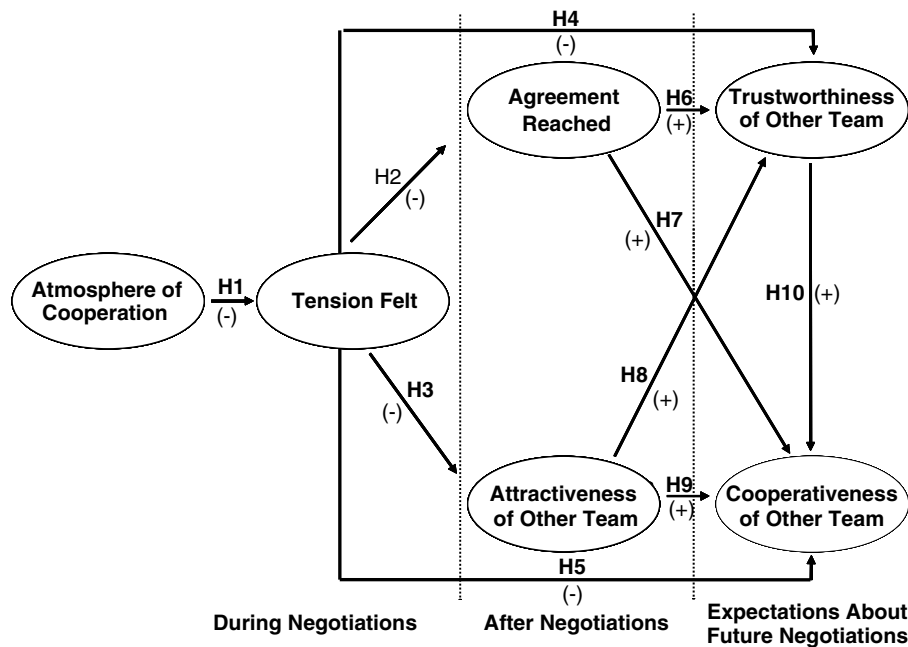 H4
(-)
Agreement
Reached
H6
(+)
Trustworthiness
of Other Team
H2
(-)
H7
(+)
Atmosphere of
Cooperation
H1
(-)
Tension Felt
H10
(+)
H3
(-)
H8
(+)
Attractiveness
of Other Team
H9
(+)
Cooperativeness
of Other Team
H5
(-)
During Negotiations
After Negotiations
Expectations About
Future Negotiations